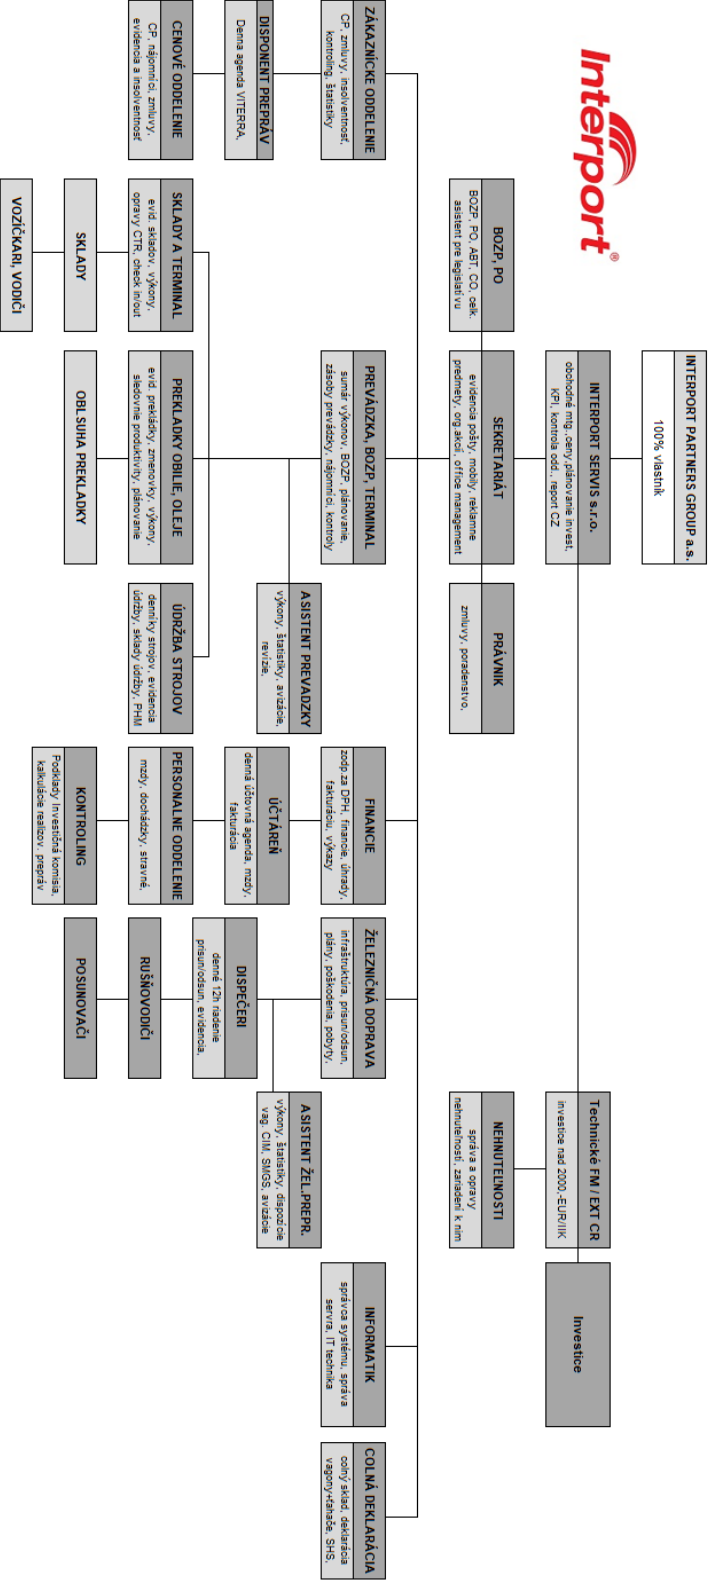 Interport®
INTERPORT PARTNERS GROUP a.s.
100% vlastník
INTERPORT SERVIS s.r.o.
obchodné mtg.,ceny,plánovanie invest,
KPI, kontrola odd., report CZ
Technické FM / EXT CR
investice nad 2000,-EUR/IIK
Investice
BOZP, PO
BOZP, PO, ABT, CO, celk.
asistent pre legislatívu
SEKRETARIÁT
evidencia pošty, mobily, reklamne
predmety, org.akcií, office management
PRÁVNIK
zmluvy, poradenstvo,
NEHNUTEĽNOSTI
správa a opravy
nehnuteľností, zariadení k nim
ZÁKAZNÍCKE ODDELENIE
CP, zmluvy, insolventnosť,
kontroling, štatistiky
PREVÁDZKA, BOZP, TERMINAL
sumár výkonov, BOZP, plánovanie,
zásoby prevádzky, nájomníci, kontroly
FINANCIE
zodp.za DPH, financie, úhrady,
fakturáciu, výkazy
ŽELEZNIČNÁ DOPRAVA
infraštruktúra, prisun/odsun,
plány, poškodenia, pobyty,
INFORMATIK
správca systému, správa
servra, IT technika
COLNÁ DEKLARÁCIA
colný sklad, deklarácia
vagony+ťahače, SHS,
ASISTENT PREVADZKY
výkony, štatistiky, avizácie,
revízie,
ASISTENT ŽEL.PREPR.
výkony, štatistiky, dispozície
vag, CIM, SMGS, avizácie
DISPONENT PREPRÁV
Denna agenda VITERRA,
ÚČTÁREŇ
denná účtovná agenda, mzdy,
fakturácia
DISPEČERI
denné 12h riadenie
prisun/odsun, evidencia,
CENOVÉ ODDELENIE
CP, nájomníci, zmluvy,
evidencia a insolventnosť
SKLADY A TERMINAL
evid. skladov, výkony,
opravy CTR, check in/out
PREKLADKY OBILIE, OLEJE
evid. prekládky, zmenovky, výkony,
sledovnie produktivity, plánovanie
ÚDRŽBA STROJOV
denníky strojov, evidencia
údržby, sklady údržby, PHM
PERSONALNE ODDELENIE
mzdy, dochádzky, stravné,
RUŠŇOVODIČI
SKLADY
OBLSUHA PREKLADKY
KONTROLING
Podklady Investičná komisia,
kalkulácie realizov. prepráv
POSUNOVAČI
VOZÍČKARI, VODIČI